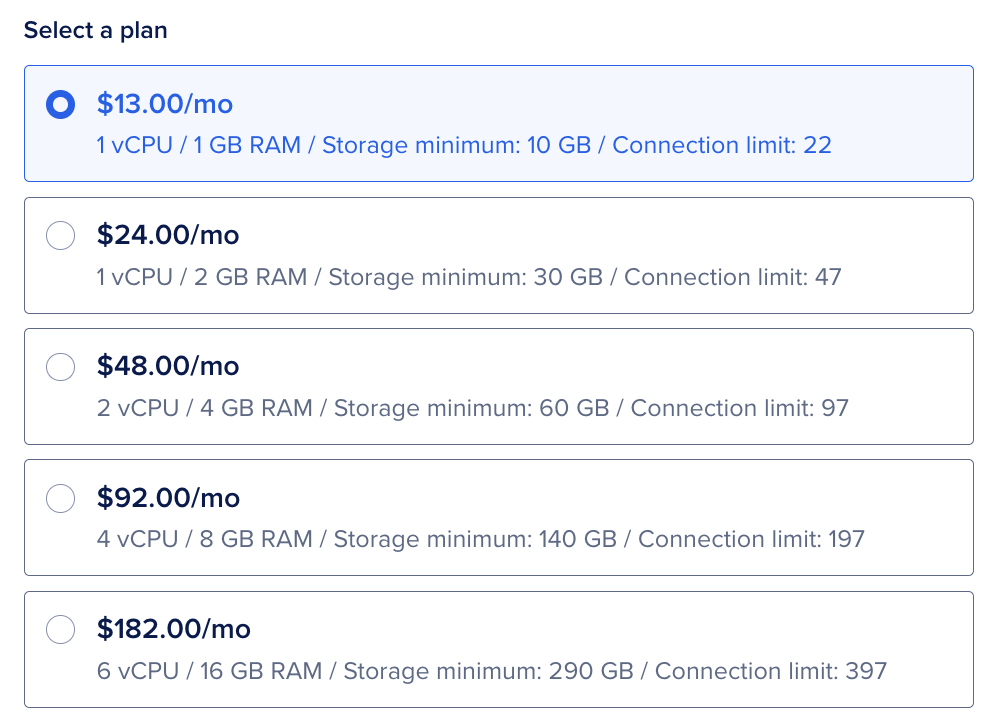 Select a plan
$13.00/mo
1 vCPU / 1 GB RAM / Storage minimum: 10 GB / Connection limit: 22
$24.00/mo
1 vCPU / 2 GB RAM / Storage minimum: 30 GB / Connection limit: 47
$48.00/mo
2 vCPU / 4 GB RAM / Storage minimum: 60 GB / Connection limit: 97
$92.00/mo
4 vCPU / 8 GB RAM / Storage minimum: 140 GB / Connection limit: 197
$182.00/mo
6 vCPU / 16 GB RAM / Storage minimum: 290 GB / Connection limit: 397